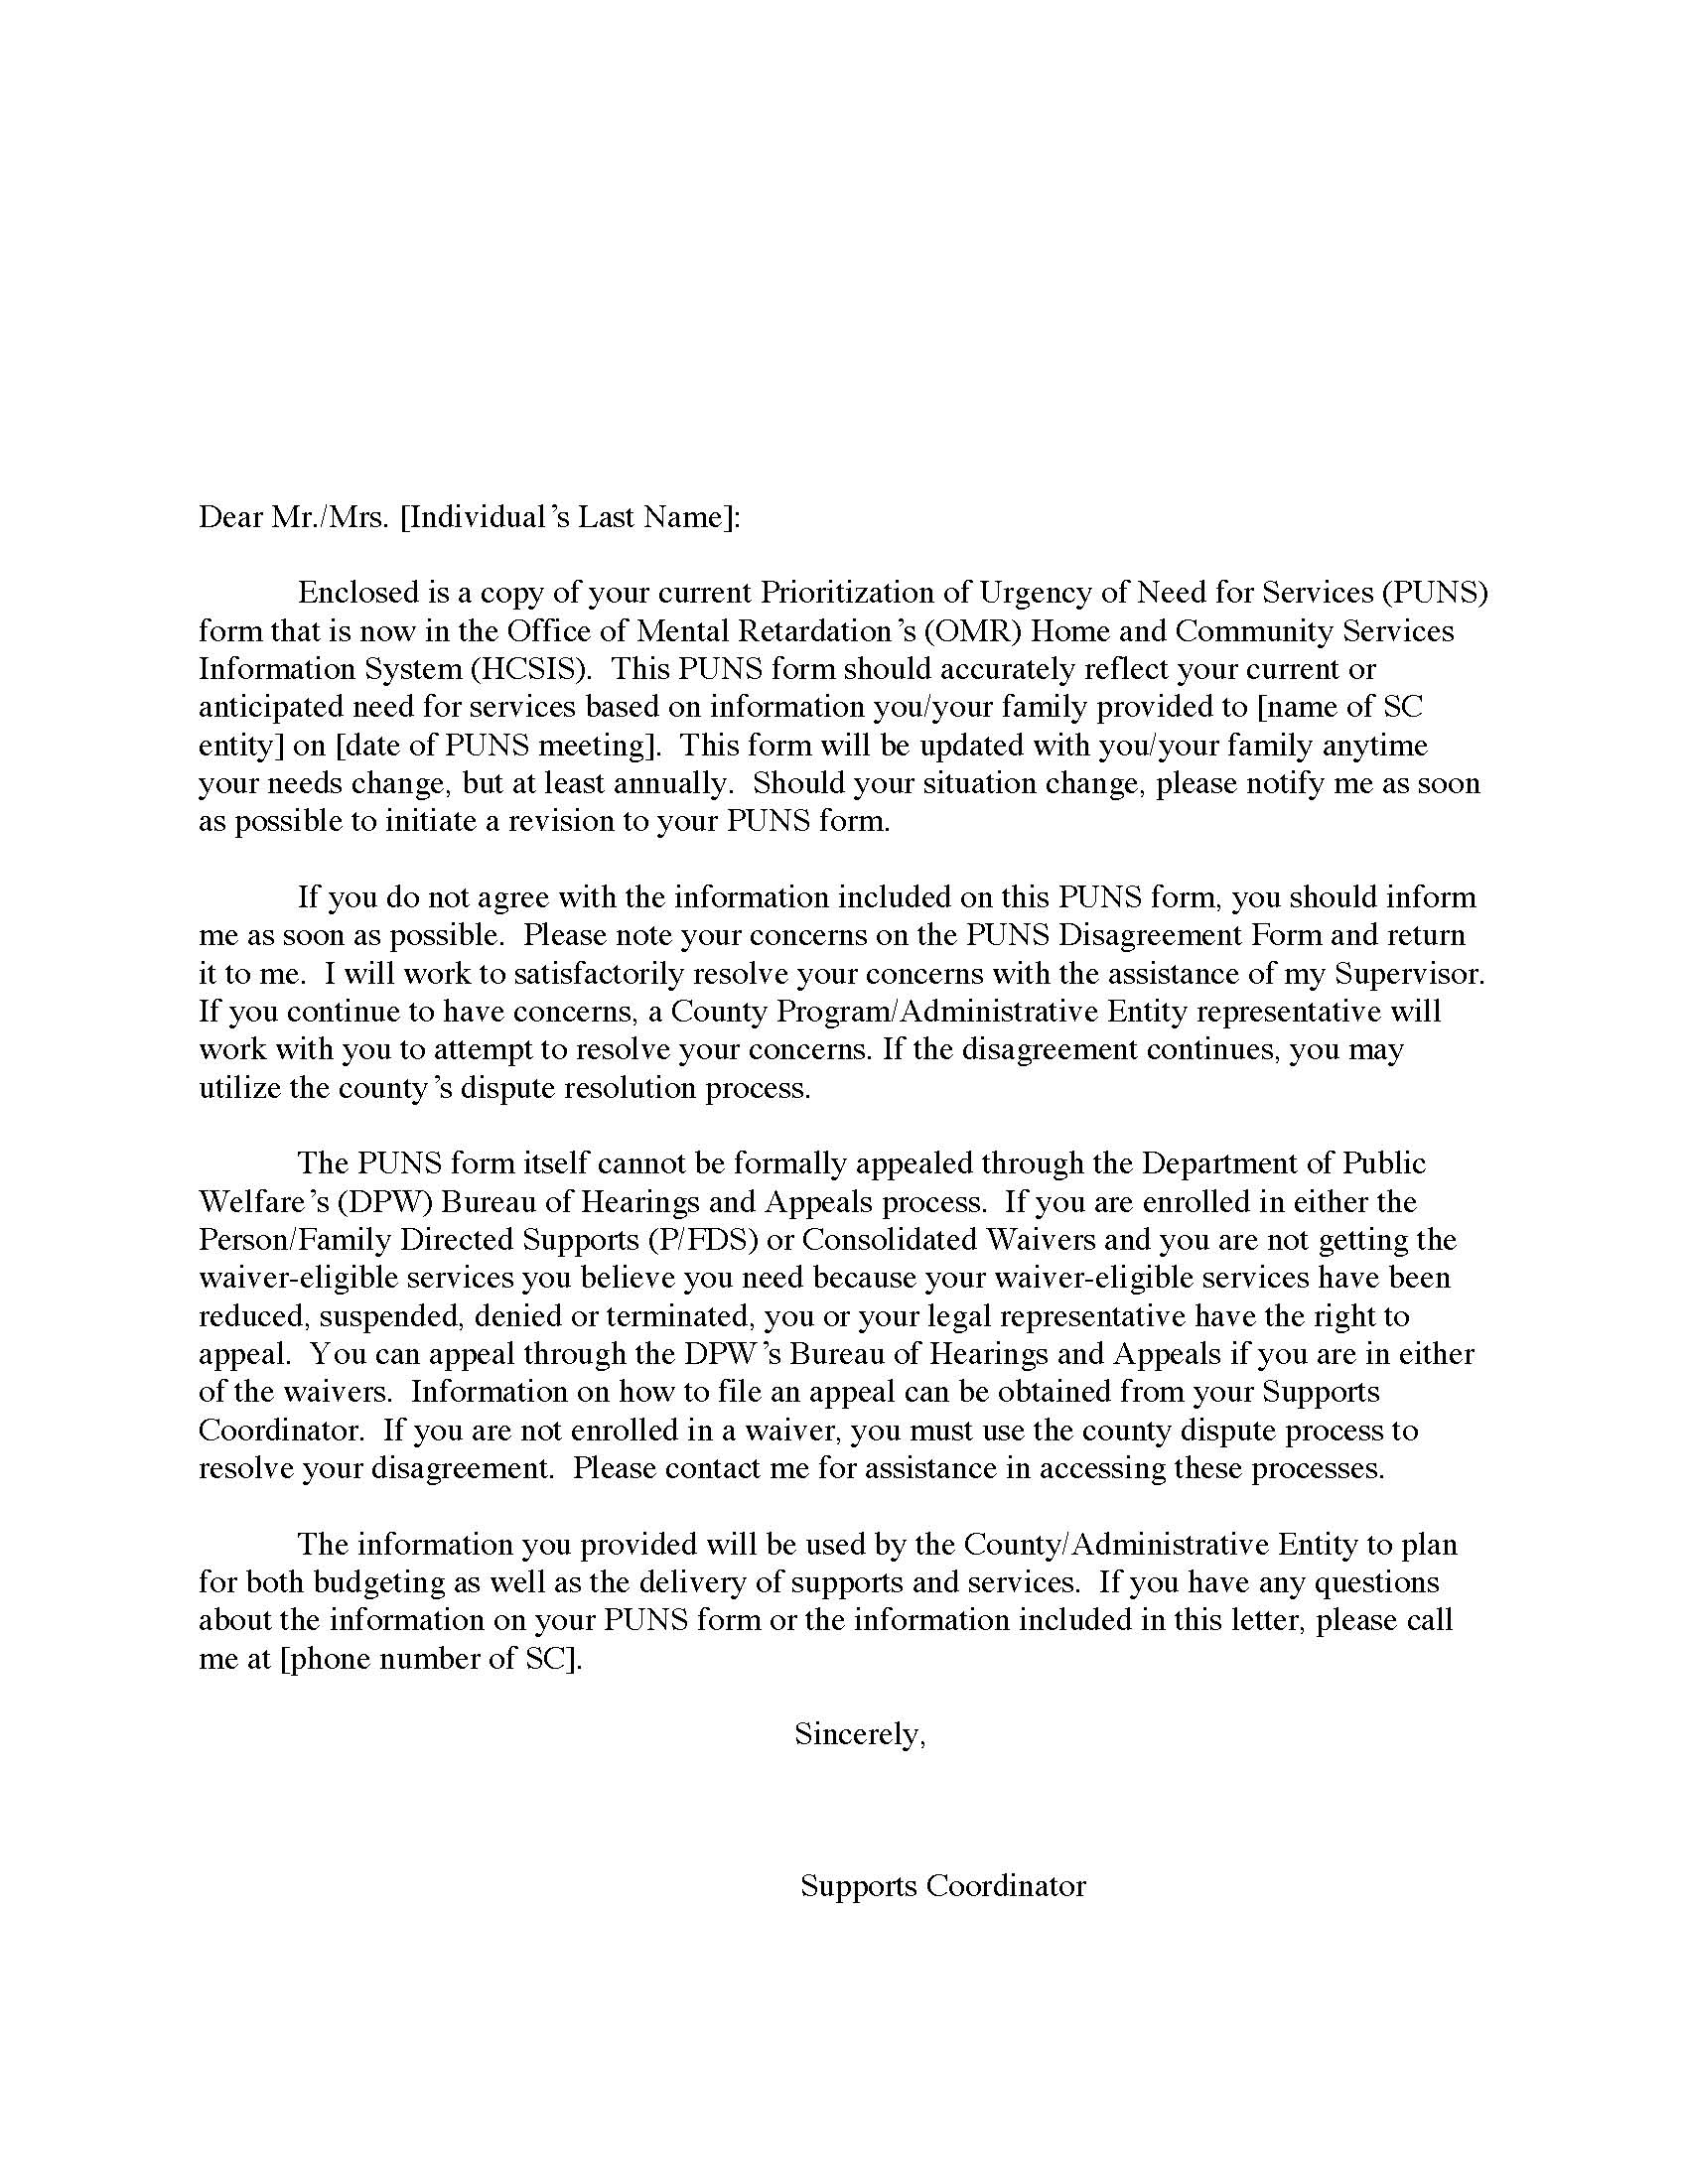 Dear Mr./Mrs. [Individual’s Last Name]:
Enclosed is a copy of your current Prioritization of Urgency of Need for Services (PUNS)
form that is now in the Office of Mental Retardation’s (OMR) Home and Community Services
Information System (HCSIS).  This PUNS form should accurately reflect your current or
anticipated need for services based on information you/your family provided to [name of SC
entity] on [date of PUNS meeting].  This form will be updated with you/your family anytime
your needs change, but at least annually.  Should your situation change, please notify me as soon
as possible to initiate a revision to your PUNS form.
If you do not agree with the information included on this PUNS form, you should inform
me as soon as possible.  Please note your concerns on the PUNS Disagreement Form and return
it to me.  I will work to satisfactorily resolve your concerns with the assistance of my Supervisor.
If you continue to have concerns, a County Program/Administrative Entity representative will
work with you to attempt to resolve your concerns. If the disagreement continues, you may
utilize the county’s dispute resolution process.
The PUNS form itself cannot be formally appealed through the Department of Public
Welfare’s (DPW) Bureau of Hearings and Appeals process.  If you are enrolled in either the
Person/Family Directed Supports (P/FDS) or Consolidated Waivers and you are not getting the
waiver-eligible services you believe you need because your waiver-eligible services have been
reduced, suspended, denied or terminated, you or your legal representative have the right to
appeal.  You can appeal through the DPW’s Bureau of Hearings and Appeals if you are in either
of the waivers.  Information on how to file an appeal can be obtained from your Supports
Coordinator.  If you are not enrolled in a waiver, you must use the county dispute process to
resolve your disagreement.  Please contact me for assistance in accessing these processes.
The information you provided will be used by the County/Administrative Entity to plan
for both budgeting as well as the delivery of supports and services.  If you have any questions
about the information on your PUNS form or the information included in this letter, please call
me at [phone number of SC].
Sincerely,
Supports Coordinator